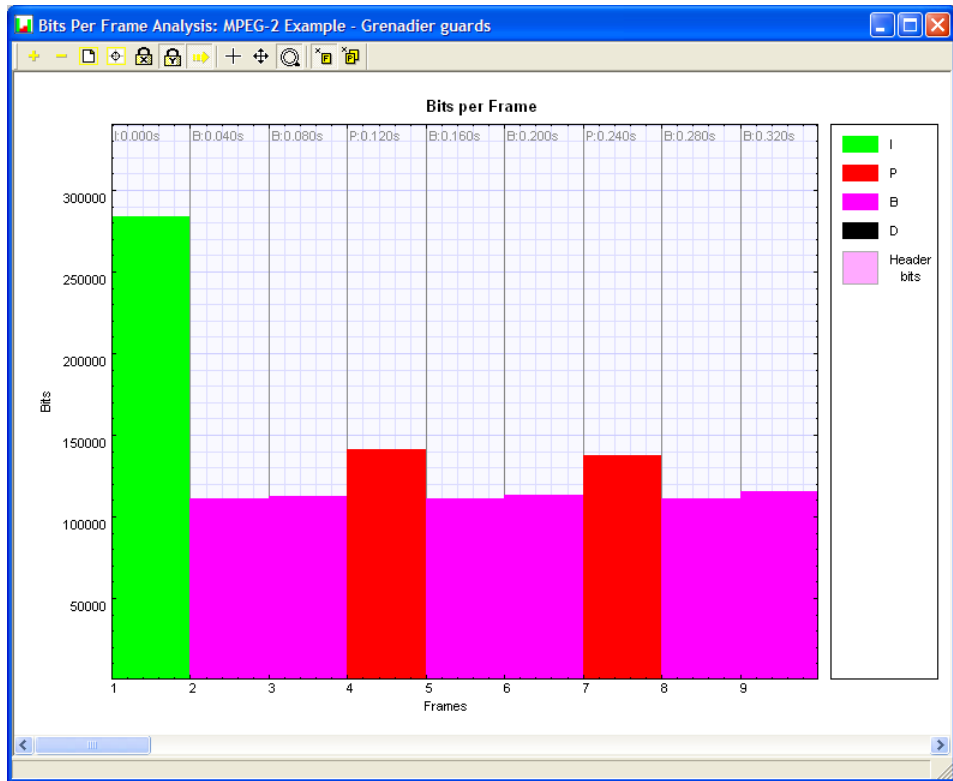 Bits Per Frame Analysis: MPEG-2 Example - Grenadier guards
Bits per Frame
I:0.000s B:0.040s B:0.080s P:0.120s B:0.160s B:0.200s P:0.240s B:0.280s B:0.320s
300000
250000
200000
150000
100000
50000
Bits
1 2 3 4 5 6 7 8 9
Frames
I
P
B
D
Header
bits